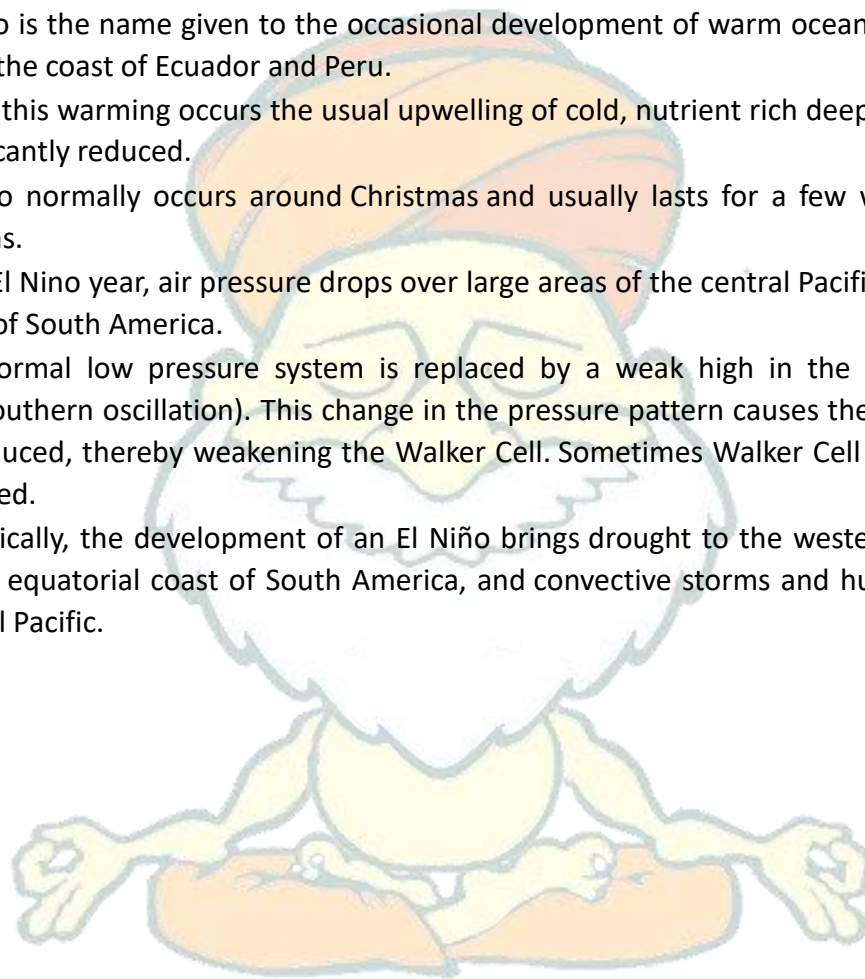 o is the name given to the occasional development of warm ocean
the coast of Ecuador and Peru.
this warming occurs the usual upwelling of cold, nutrient rich deep
cantly reduced.
o normally occurs around Christmas and usually lasts for a few
s.
El Nino year, air pressure drops over large areas of the central Pacifi
of South America.
ormal low pressure system is replaced by a weak high in the
outhern oscillation). This change in the pressure pattern causes the
uced, thereby weakening the Walker Cell. Sometimes Walker Cell
ed.
ically, the development of an El Niño brings drought to the weste
equatorial coast of South America, and convective storms and hu
l Pacific.